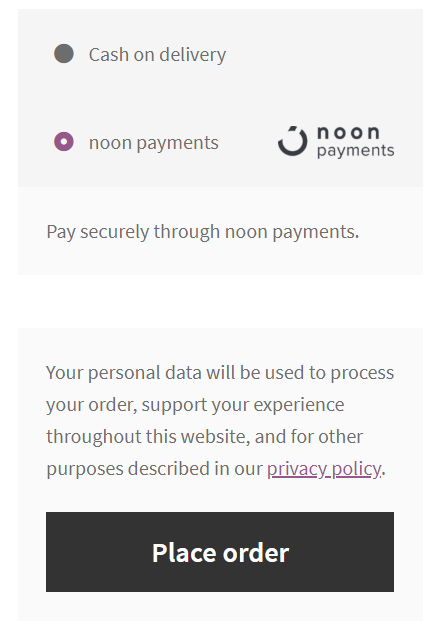 Cash on delivery
noon payments
noon
payments
Pay securely through noon payments.
Your personal data will be used to process
your order, support your experience
throughout this website, and for other
purposes described in our privacy policy.
Place order